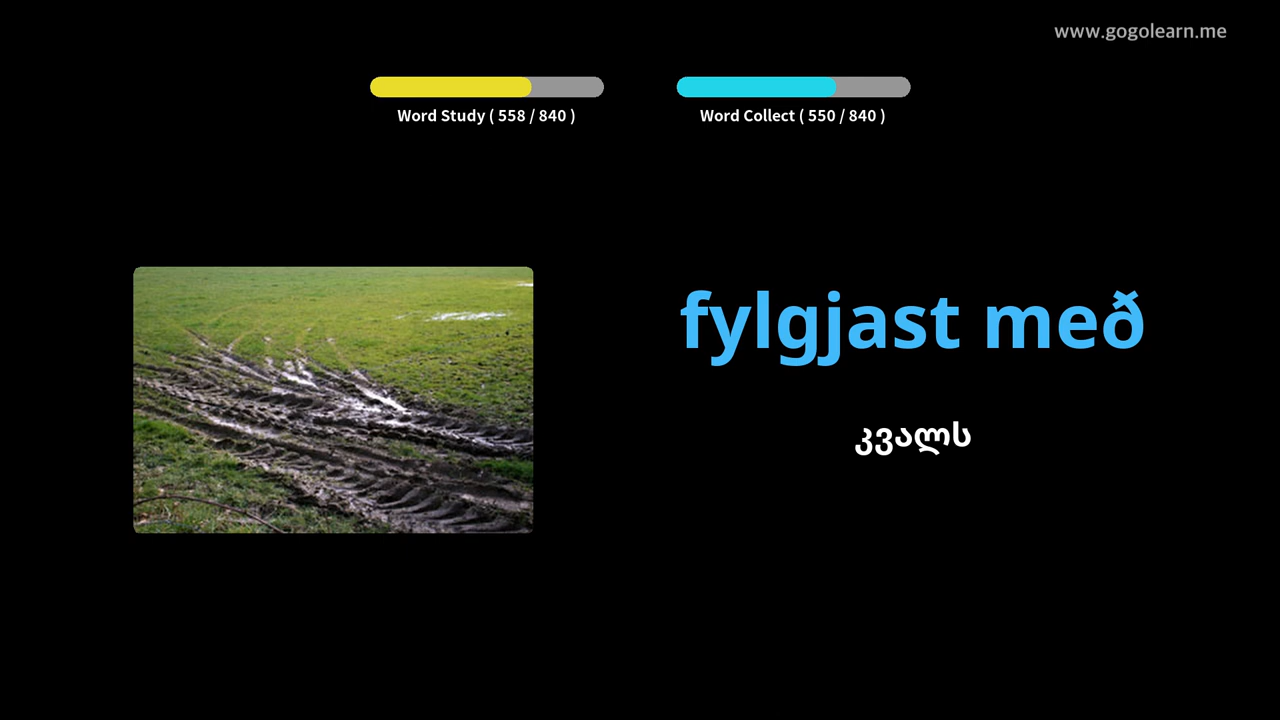 www.gogolearn.me
Word Study ( 558 / 840 )
Word Collect ( 550 / 840 )
fylgjast með
კვალს